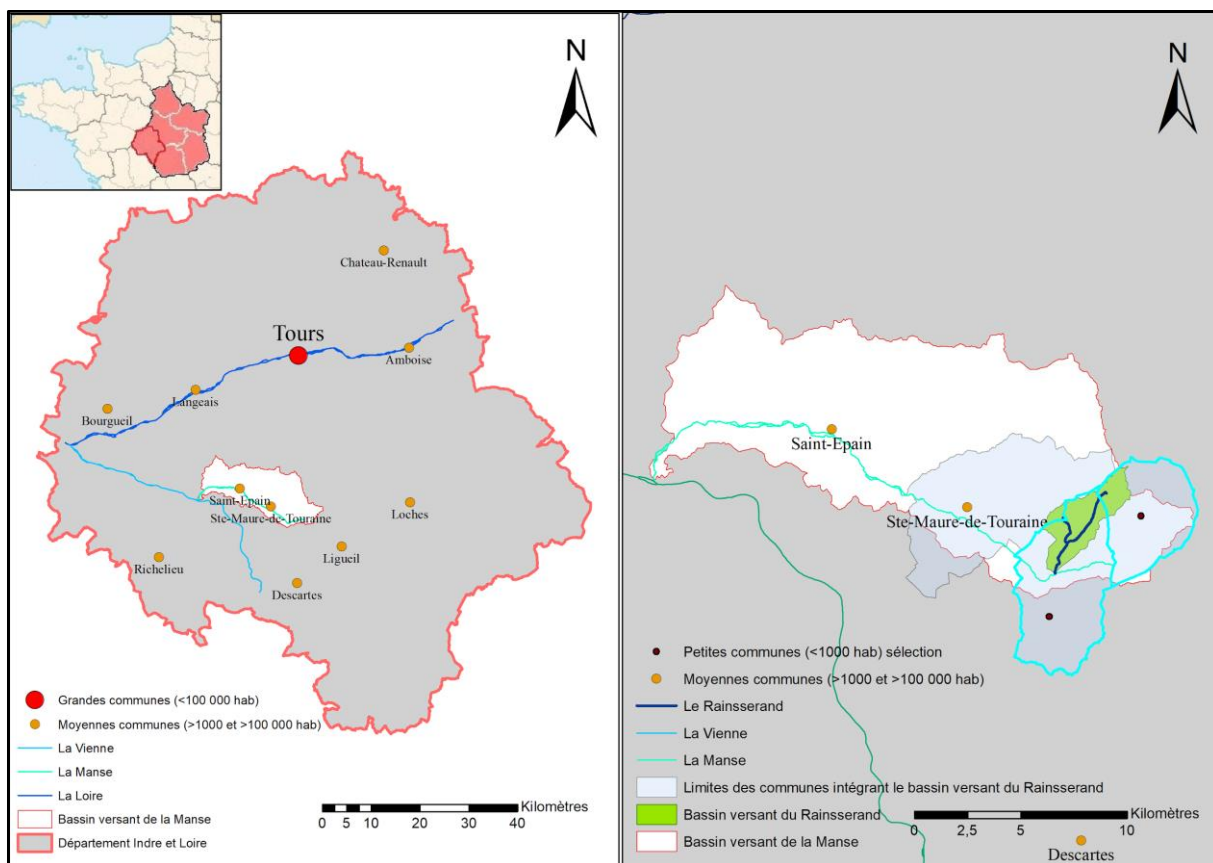 N
Chateau-Renault
Tours
Amboise
Langeais
Bourgueil
Saint-Epain
Ste-Maure-de-Touraine
Loches
Ligueil
Richelieu
Descartes
Grandes communes (<100 000 hab)
Moyennes communes (>1000 et >100 000 hab)
La Vienne
La Manse
La Loire
Bassin versant de la Manse
Département Indre et Loire
Kilomètres
0 5 10 20 30 40
N
Saint-Epain
Ste-Maure-de-Touraine
Petites communes (<1000 hab) sélection
Moyennes communes (>1000 et >100 000 hab)
Le Rainsserand
La Vienne
La Manse
Limites des communes intégrant le bassin versant du Rainsserand
Bassin versant du Rainsserand
Bassin versant de la Manse
Kilomètres
0 2,5 5 10
Descartes